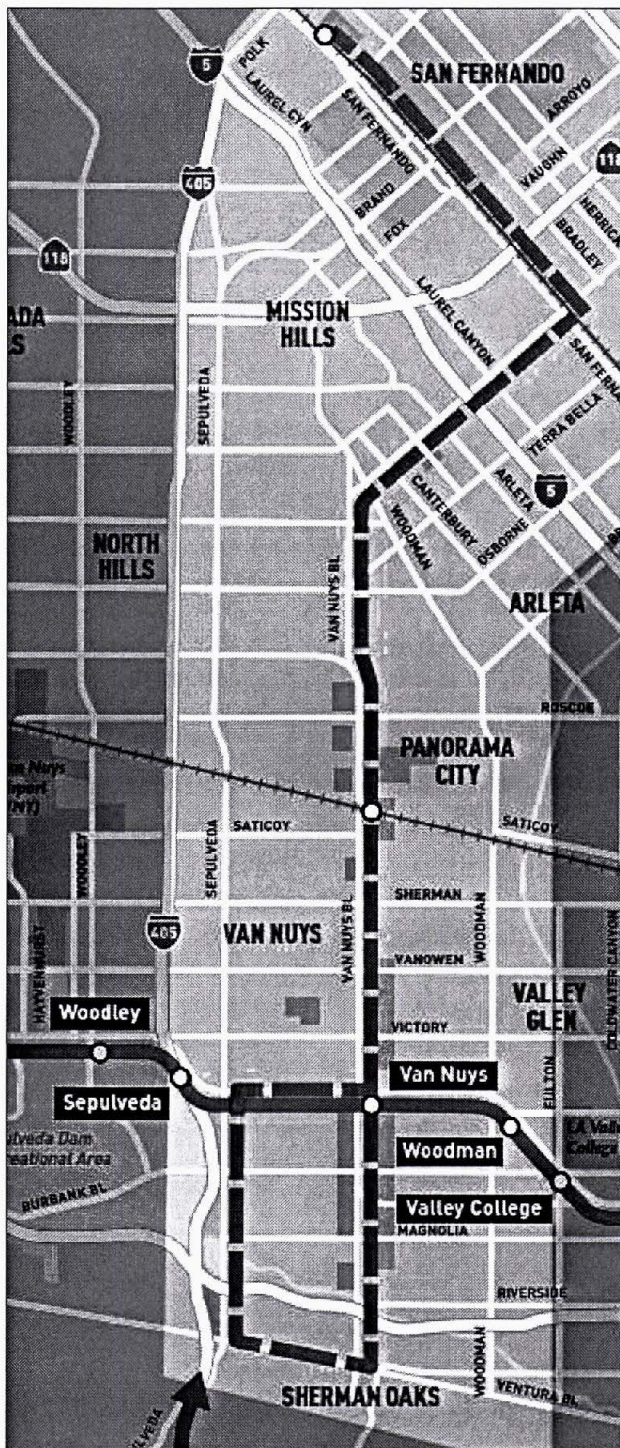 5
POLK
SAN FERNANDO
LAUREL CYN
SAN FERNANDO
ARROYO
405
BRAND
VAUGHN
118
HERRICK
FOX
BRADLEY
118
MISSION
HILLS
LAUREL CANYON
WOODLEY
SEPULVEDA
TERRA BELLA
ARLETA
5
CANTERBURY
WOODMAN
OSBORNE
NORTH
HILLS
VAN NUYS BL
ARLETA
ROSCOE
PANORAMA
CITY
SATICOY
SATICOY
WOODLEY
SEPULVEDA
VAN NUYS BL
SHERMAN
WOODMAN
405
VAN NUYS
HAYVENHURST
VANOWEN
COLDWATER CANYON
VALLEY
GLEN
Woodley
VICTORY
Van Nuys
Sepulveda
FULTON
Woodman
College
BURBANK BL
Valley College
MAGNOLIA
RIVERSIDE
WOODMAN
SHERMAN OAKS
VENTURA BL